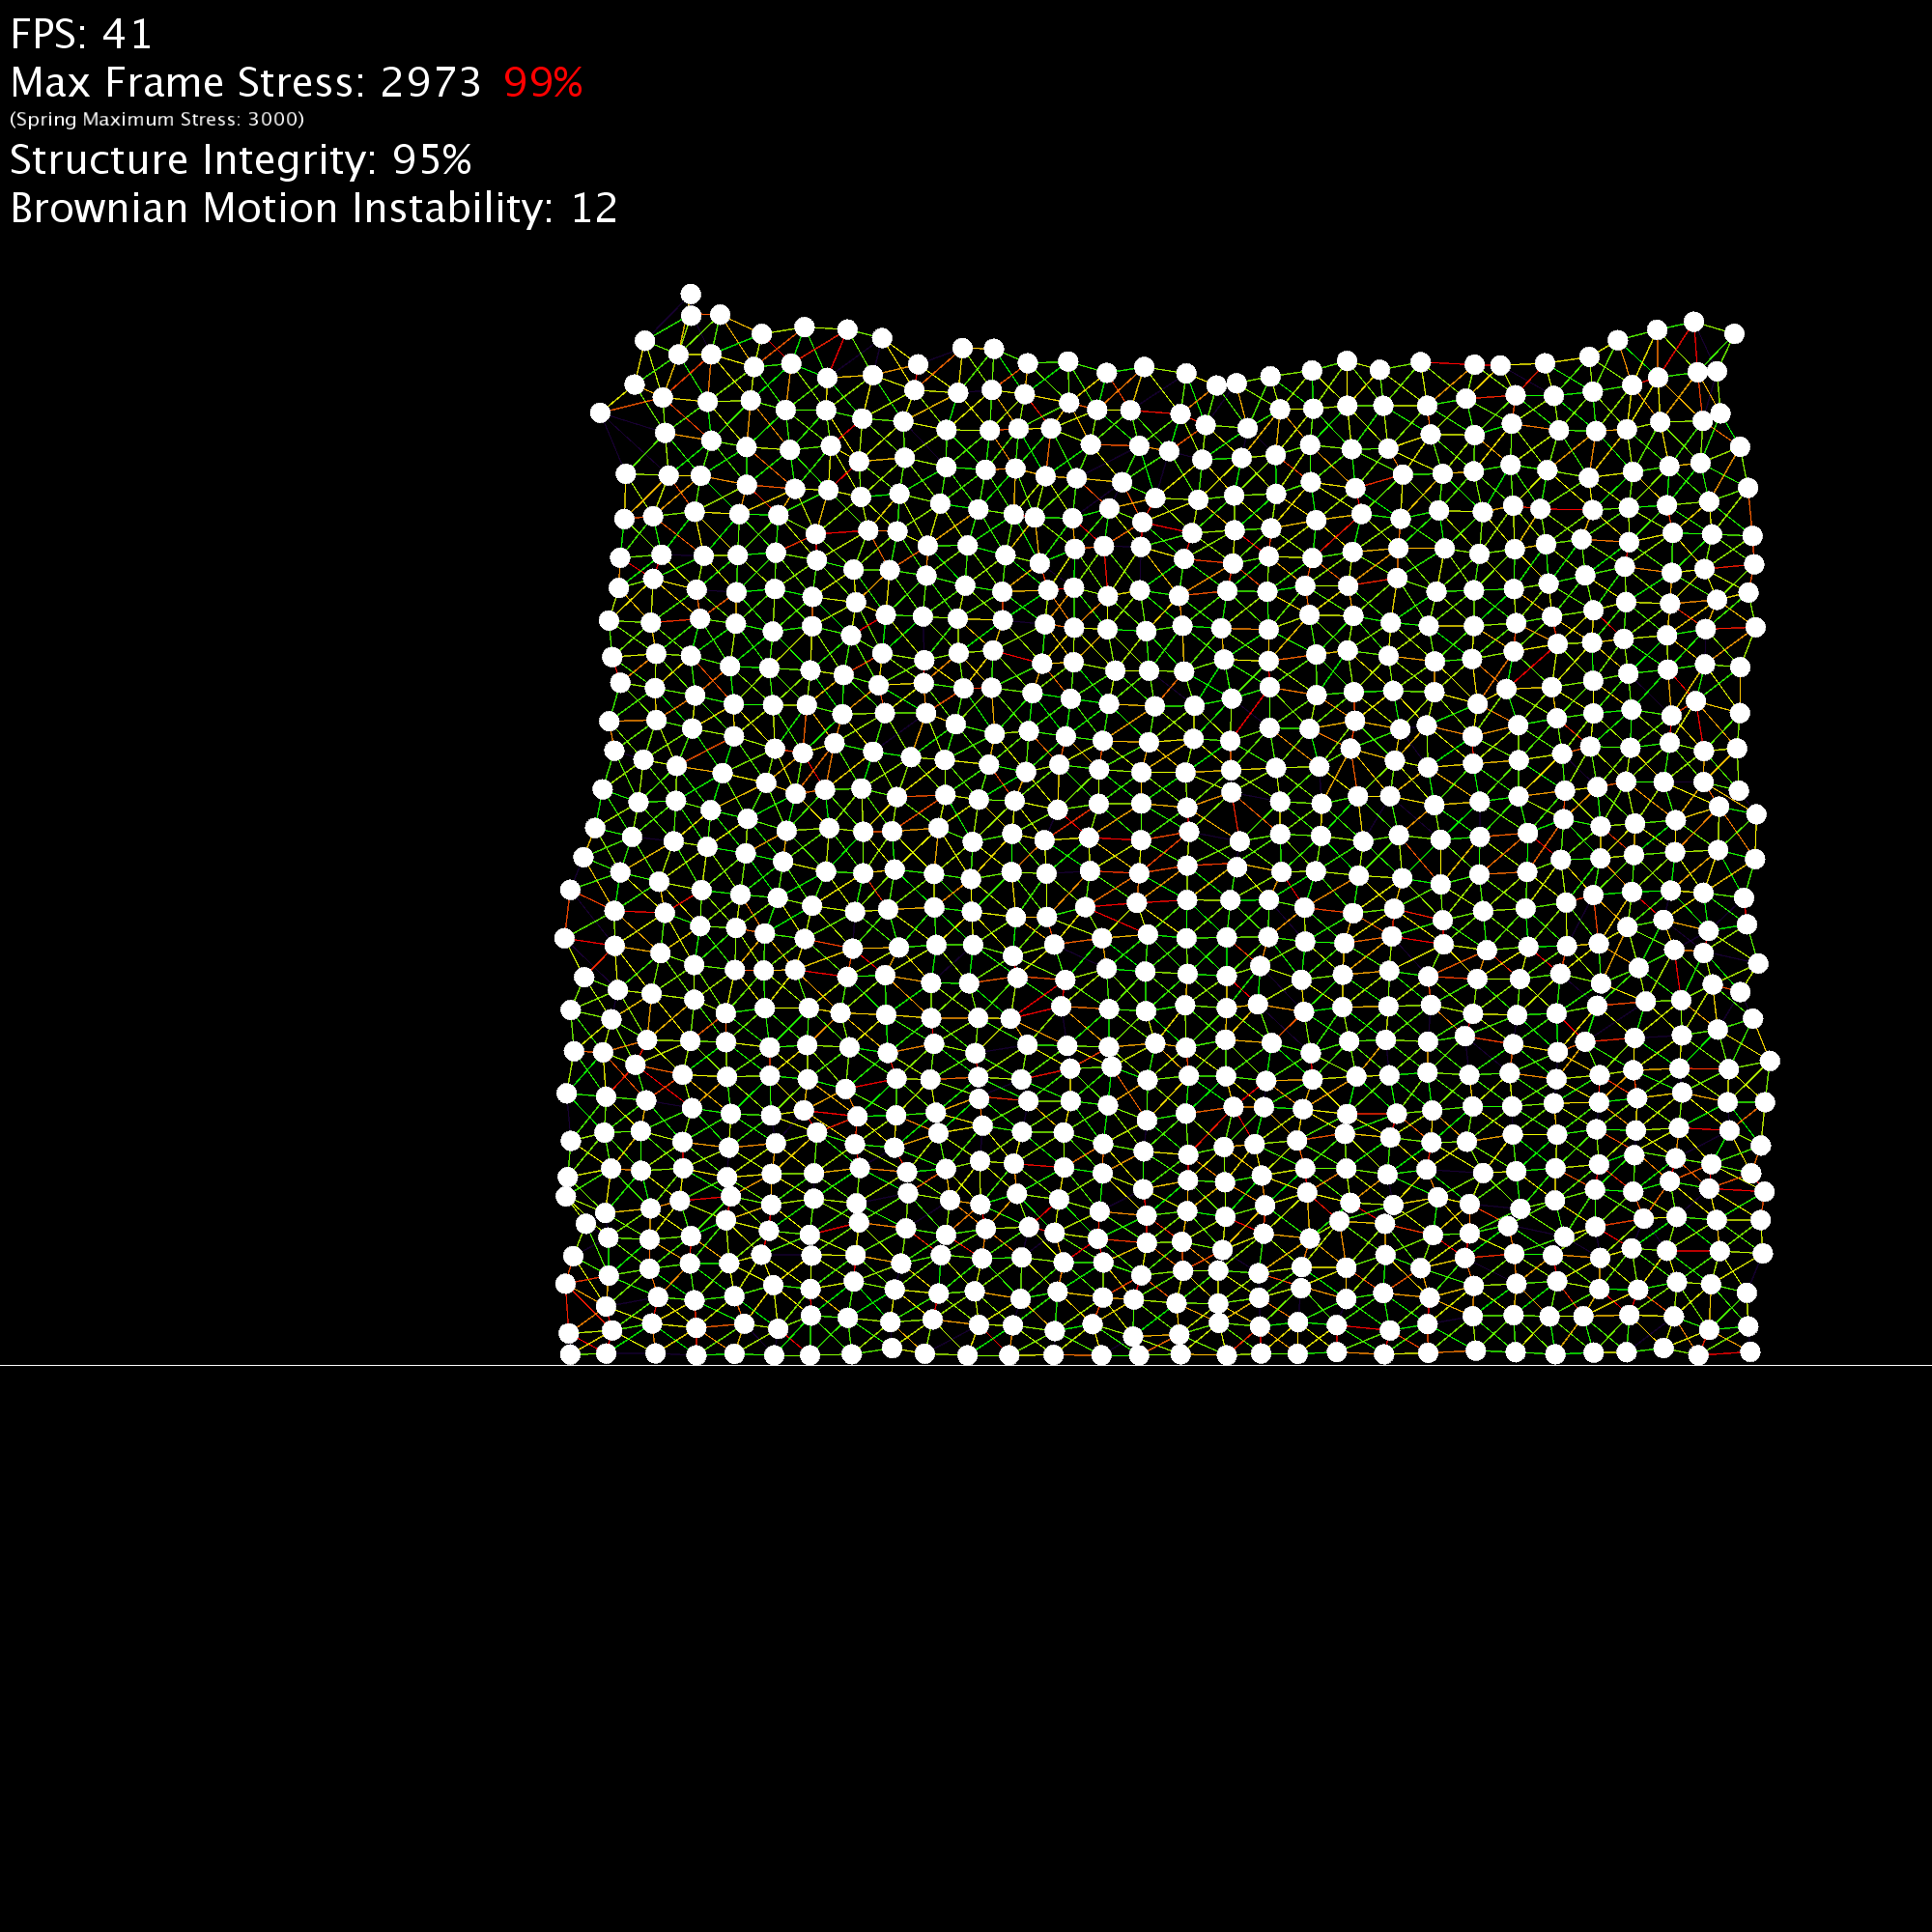 FPS: 41
Max Frame Stress: 2973 99%
(Spring Maximum Stress: 3000)
Structure Integrity: 95%
Brownian Motion Instability: 12